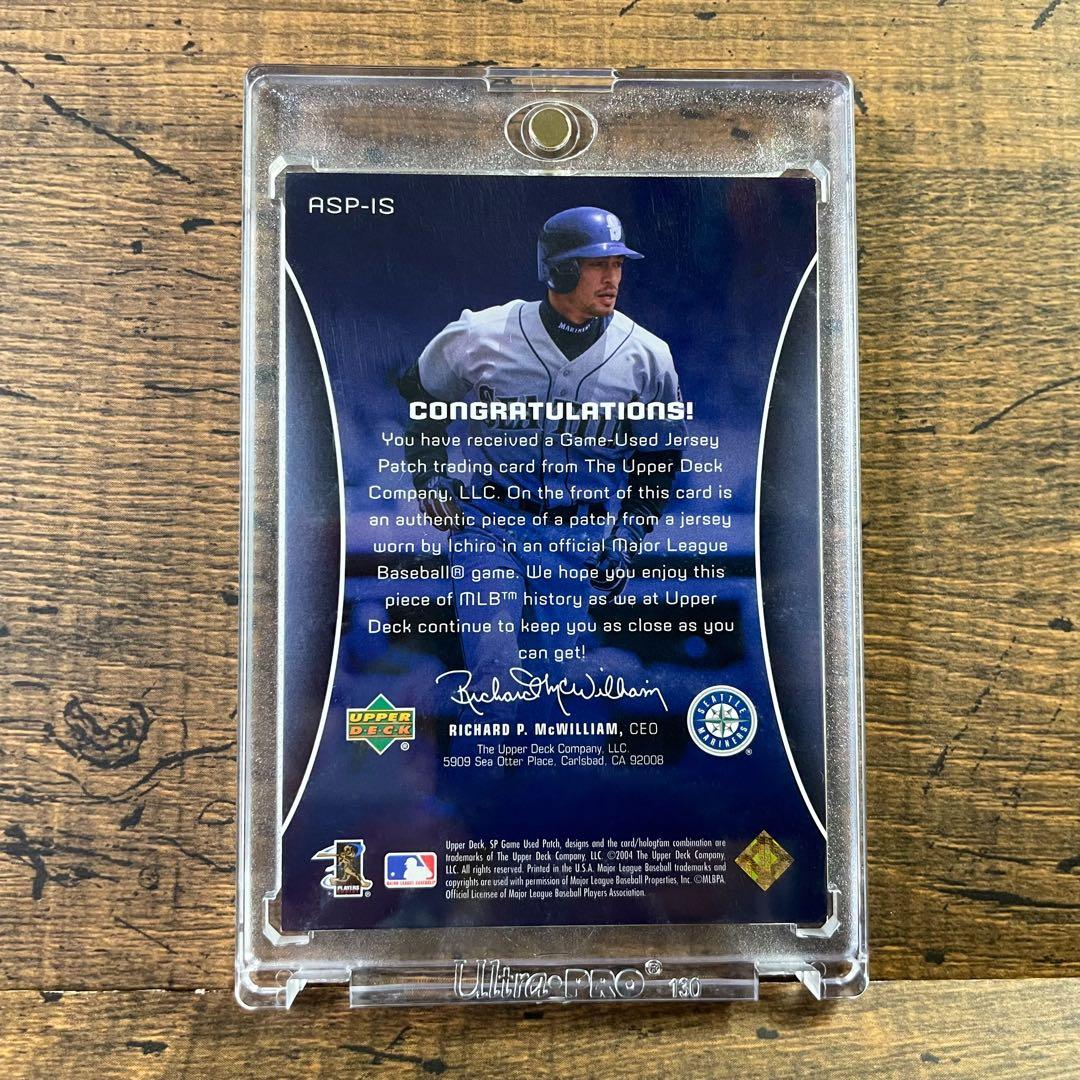 ASP-IS
MARINERS
CONGRATULATIONS!
You have received a Game-Used Jersey
Patch trading card from The Upper Deck
Company, LLC. On the front of this card is
an authentic piece of a patch from a jersey
worn by Ichiro in an official Major League
Baseball® game. We hope you enjoy this
piece of MLB™ history as we at Upper
Deck continue to keep you as close as you
can get!
Richard McWilliam
UPPER
DECK
®
RICHARD P. McWILLIAM, CEO
The Upper Deck Company, LLC.
5909 Sea Otter Place, Carlsbad, CA 92008
SEATTLE
MARINERS
®
PLAYERS
®
MAJOR LEAGUE BASEBALL®
Upper Deck, SP Game Used Patch, designs and the card/hologram combination are
trademarks of The Upper Deck Company, LLC. ©2004 The Upper Deck Company,
LLC. All rights reserved. Printed in the U.S.A. Major League Baseball trademarks and
copyrights are used with permission of Major League Baseball Properties, Inc. ©MLBPA
Official Licensee of Major League Baseball Players Association.
Ultra•PRO® 130